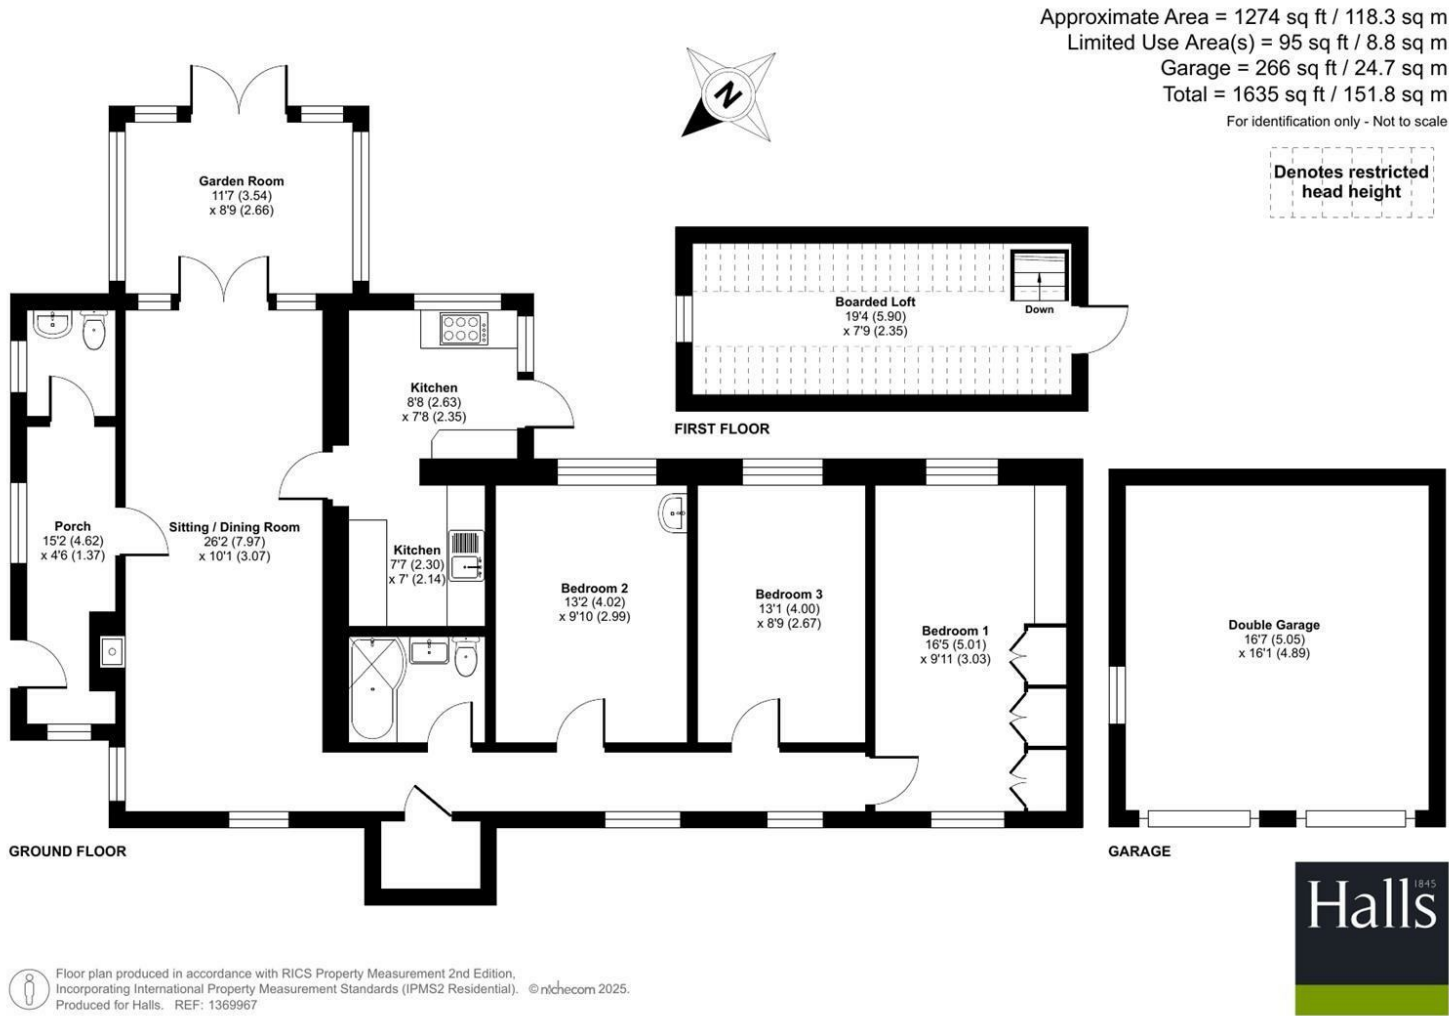 Approximate Area = 1274 sq ft / 118.3 sq m
Limited Use Area(s) = 95 sq ft / 8.8 sq m
Garage = 266 sq ft / 24.7 sq m
Total = 1635 sq ft / 151.8 sq m
For identification only - Not to scale
Denotes restricted
head height
N
Garden Room
11'7 (3.54)
x 8'9 (2.66)
Boarded Loft
19'4 (5.90)
x 7'9 (2.35)
Down
FIRST FLOOR
Kitchen
8'8 (2.63)
x 7'8 (2.35)
Porch
15'2 (4.62)
x 4'6 (1.37)
Sitting / Dining Room
26'2 (7.97)
x 10'1 (3.07)
Kitchen
7'7 (2.30)
x 7' (2.14)
Bedroom 2
13'2 (4.02)
x 9'10 (2.99)
Bedroom 3
13'1 (4.00)
x 8'9 (2.67)
Bedroom 1
16'5 (5.01)
x 9'11 (3.03)
Double Garage
16'7 (5.05)
x 16'1 (4.89)
GROUND FLOOR
GARAGE
Halls
1845
Floor plan produced in accordance with RICS Property Measurement 2nd Edition,
Incorporating International Property Measurement Standards (IPMS2 Residential). © nichecom 2025.
Produced for Halls. REF: 1369967